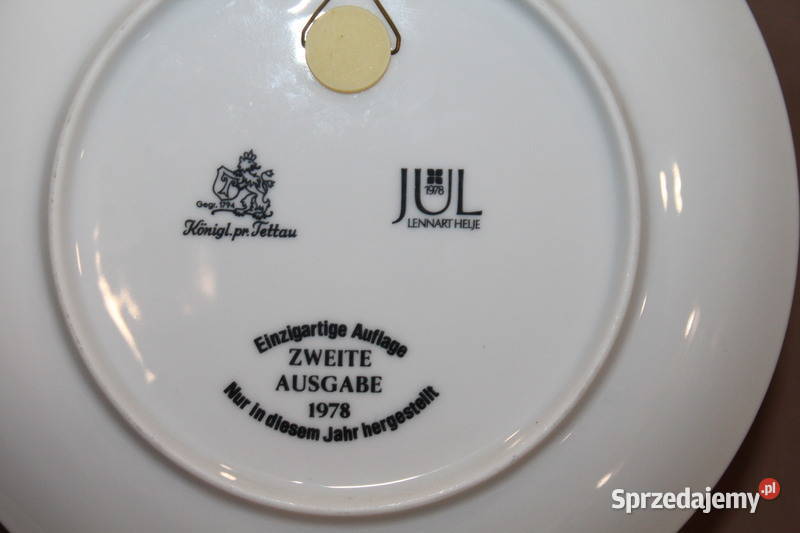 Gegr. 1794
Königl. pr. Tettau
1978
JUL
LENNART HELJE
Einzigartige Auflage
ZWEITE
AUSGABE
1978
Nur in diesem Jahr hergestellt
Sprzedajemy.pl